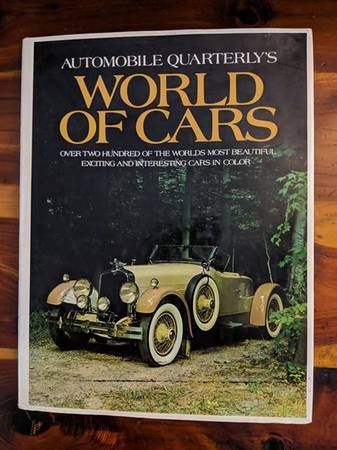 AUTOMOBILE QUARTERLY'S
WORLD
OF CARS
OVER TWO HUNDRED OF THE WORLDS MOST BEAUTIFUL
EXCITING AND INTERESTING CARS IN COLOR